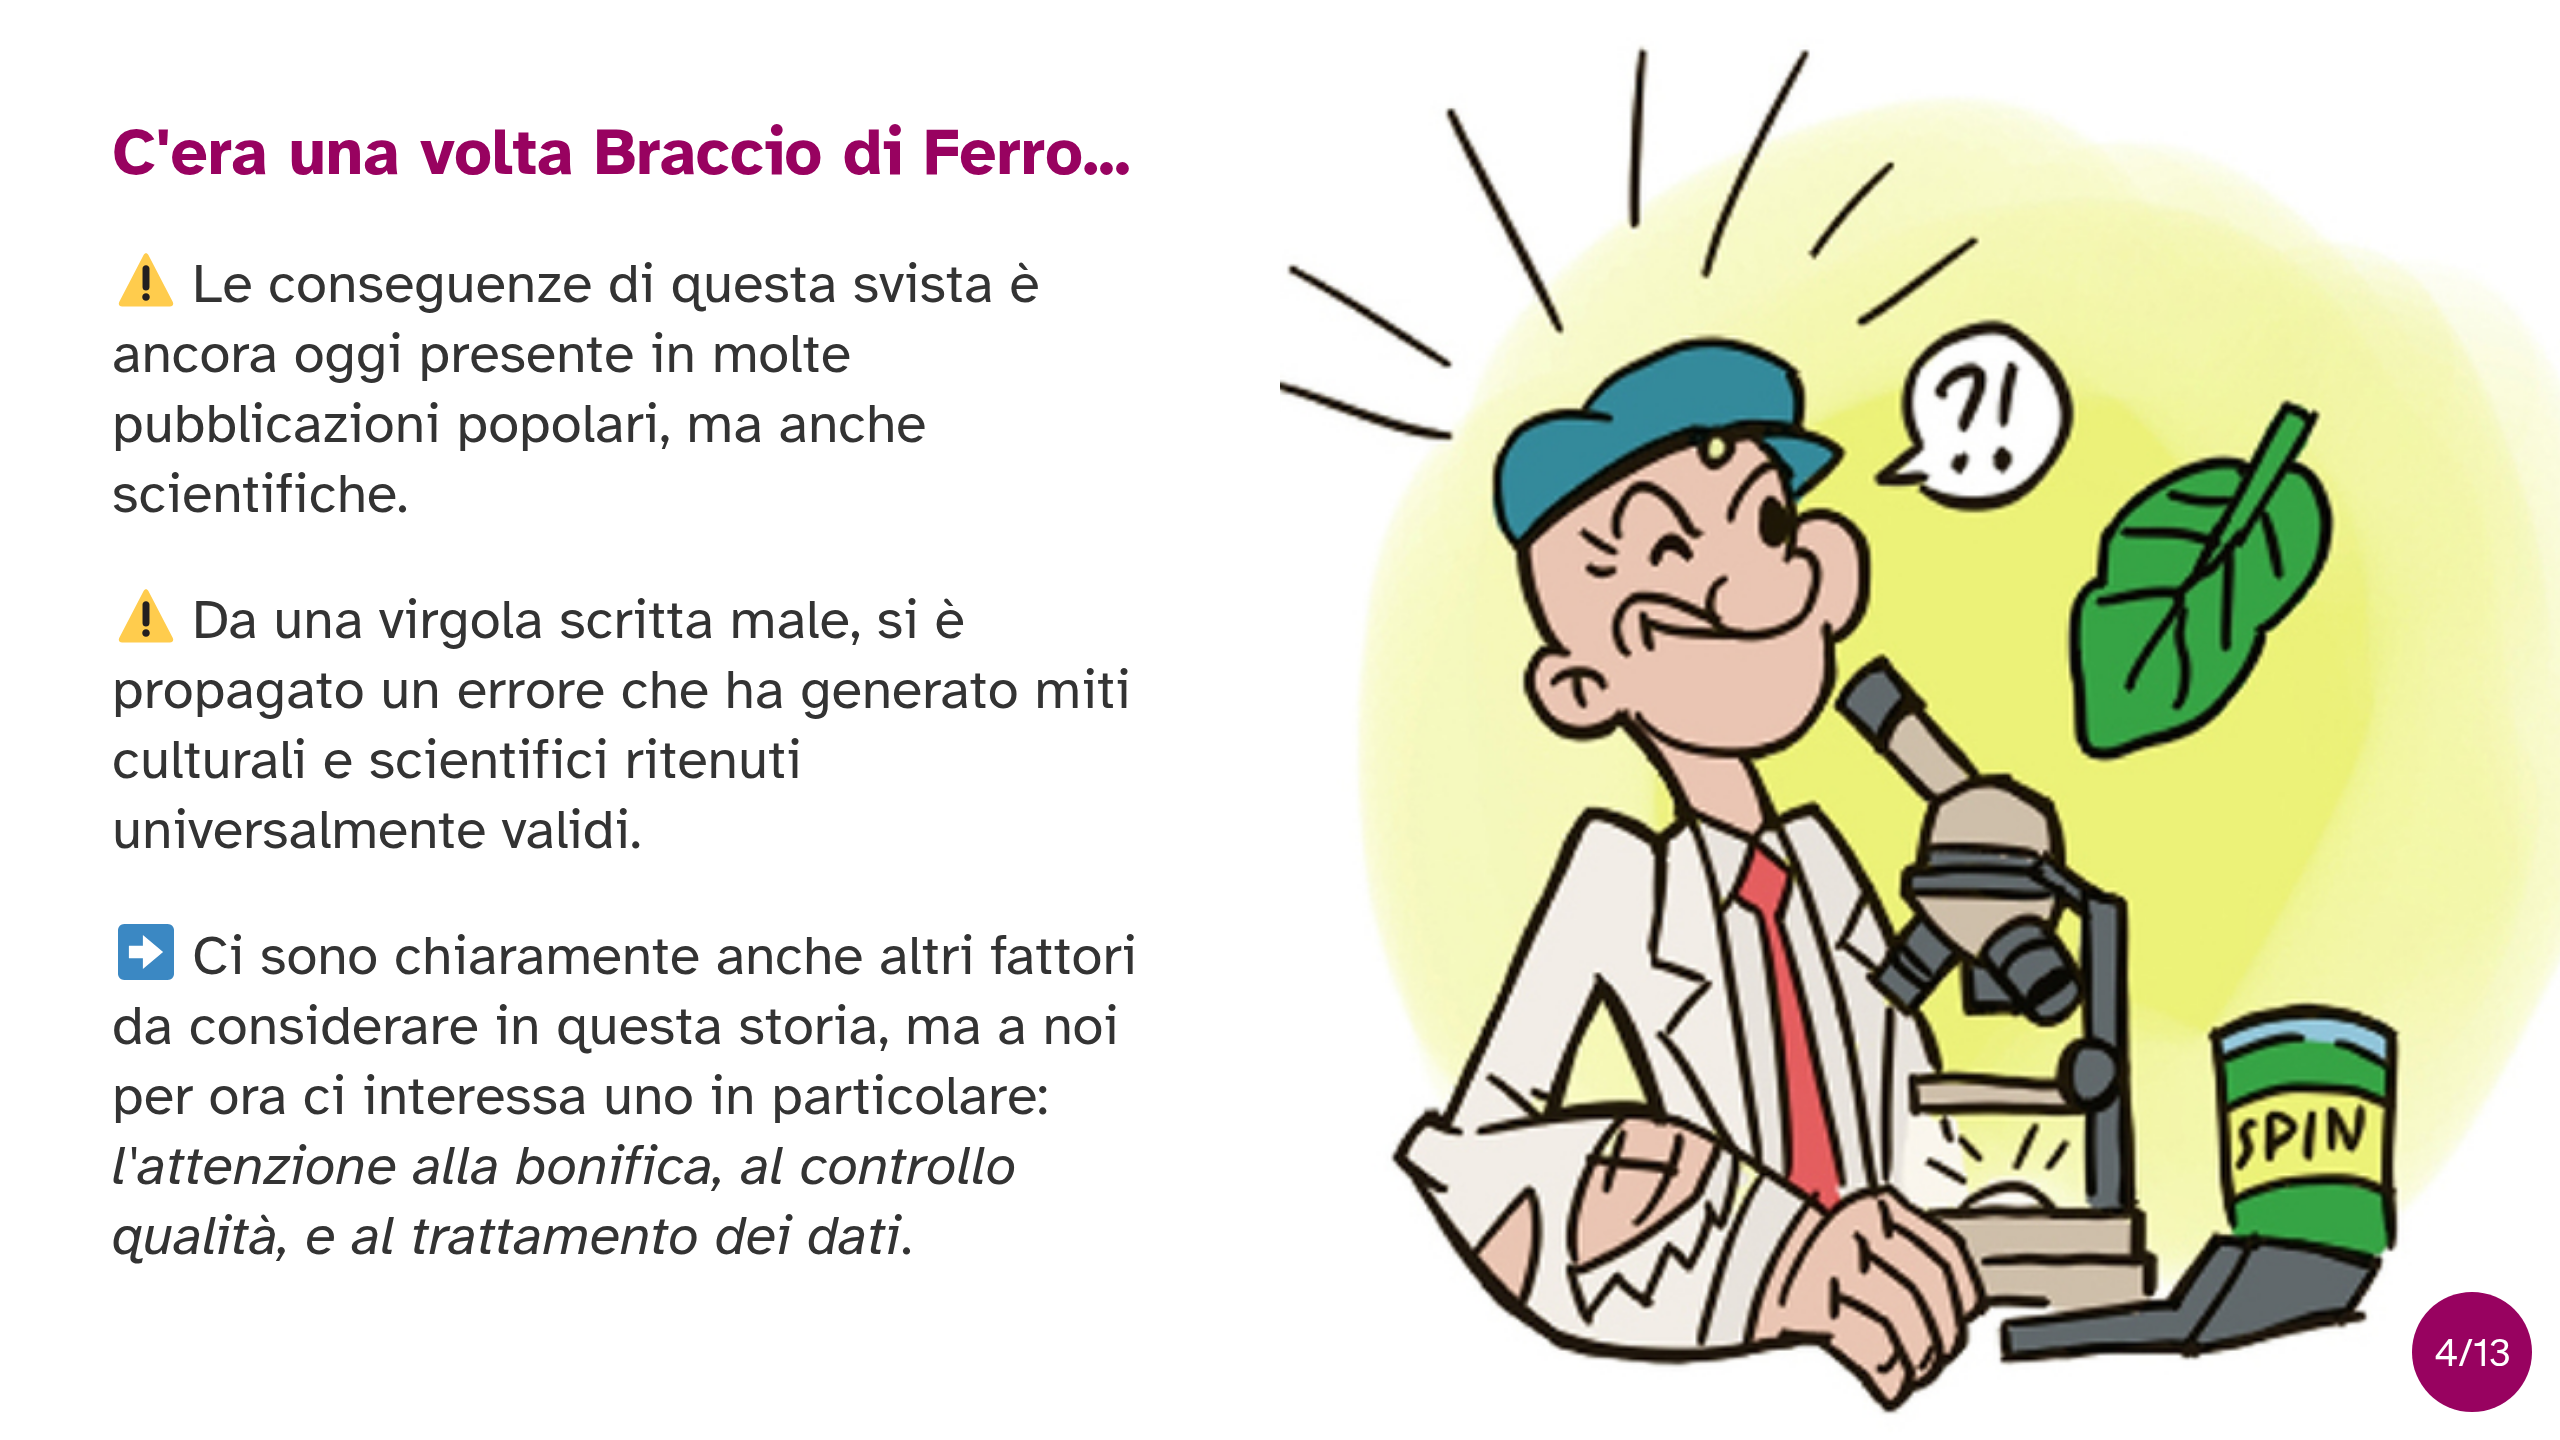 C'era una volta Braccio di Ferro...
⚠️ Le conseguenze di questa svista è
ancora oggi presente in molte
pubblicazioni popolari, ma anche
scientifiche.
⚠️ Da una virgola scritta male, si è
propagato un errore che ha generato miti
culturali e scientifici ritenuti
universalmente validi.
➡️ Ci sono chiaramente anche altri fattori
da considerare in questa storia, ma a noi
per ora ci interessa uno in particolare:
l'attenzione alla bonifica, al controllo
qualità, e al trattamento dei dati.
?!
SPIN
4/13